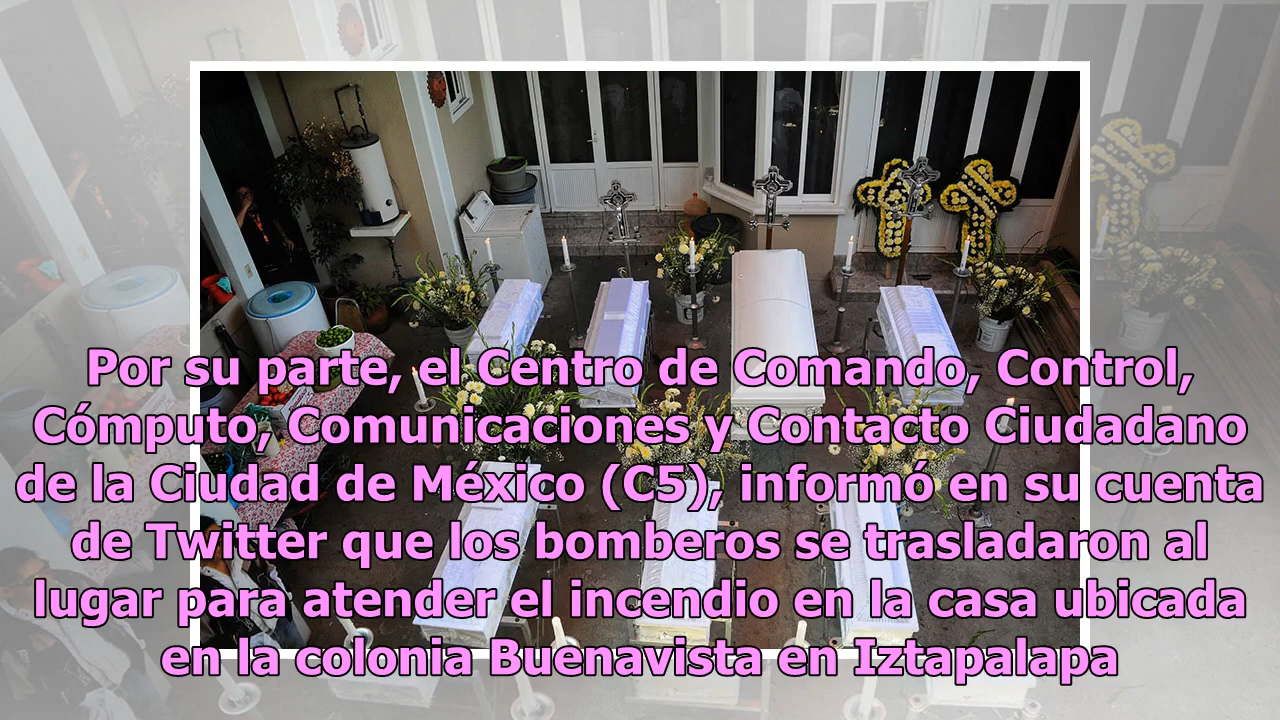 Por su parte, el Centro de Comando, Control,
Cómputo, Comunicaciones y Contacto Ciudadano
de la Ciudad de México (C5), informó en su cuenta
de Twitter que los bomberos se trasladaron al
lugar para atender el incendio en la casa ubicada
en la colonia Buenavista en Iztapalapa